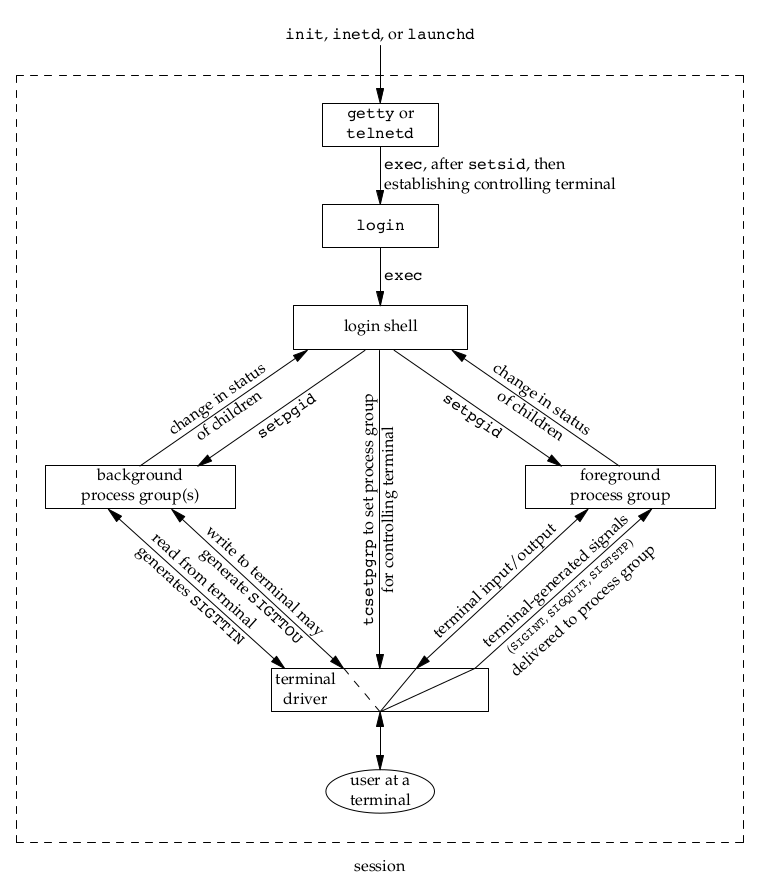 init, inetd, or launchd
getty or
telnetd
exec, after setsid, then
establishing controlling terminal
login
exec
login shell
change in status
of children
setpgid
tcsetpgrp to set process group
for controlling terminal
setpgid
change in status
of children
background
process group(s)
foreground
process group
read from terminal
generates SIGTTIN
write to terminal may
generate SIGTTOU
terminal input/output
terminal-generated signals
(SIGINT, SIGQUIT, SIGTSTP)
delivered to process group
terminal
driver
user at a
terminal
session